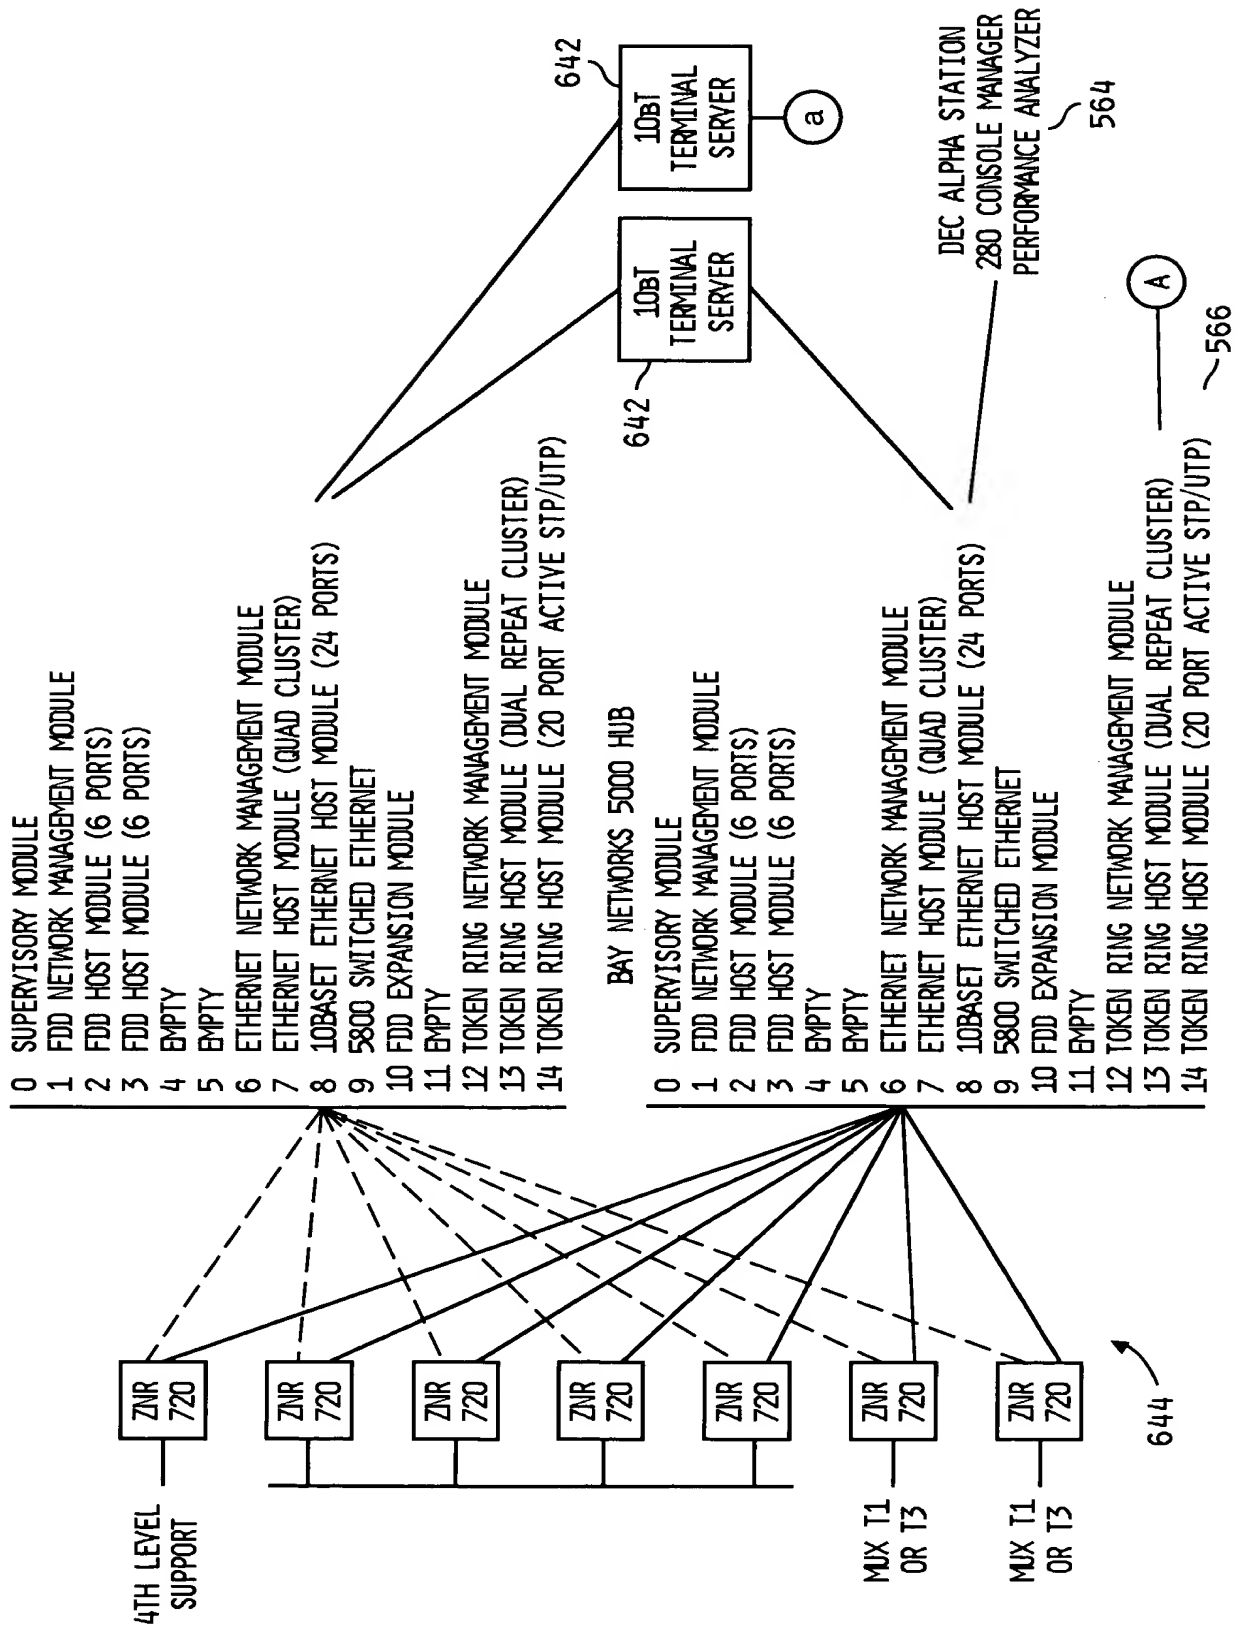 4TH LEVEL
SUPPORT
MUX T1
OR T3
MUX T1
OR T3
ZNR
720
ZNR
720
ZNR
720
ZNR
720
ZNR
720
ZNR
720
ZNR
720
644
0 SUPERVISORY MODULE
1 FDD NETWORK MANAGEMENT MODULE
2 FDD HOST MODULE (6 PORTS)
3 FDD HOST MODULE (6 PORTS)
4 EMPTY
5 EMPTY
6 ETHERNET NETWORK MANAGEMENT MODULE
7 ETHERNET HOST MODULE (QUAD CLUSTER)
8 10BASET ETHERNET HOST MODULE (24 PORTS)
9 5800 SWITCHED ETHERNET
10 FDD EXPANSION MODULE
11 EMPTY
12 TOKEN RING NETWORK MANAGEMENT MODULE
13 TOKEN RING HOST MODULE (DUAL REPEAT CLUSTER)
14 TOKEN RING HOST MODULE (20 PORT ACTIVE STP/UTP)
BAY NETWORKS 5000 HUB
0 SUPERVISORY MODULE
1 FDD NETWORK MANAGEMENT MODULE
2 FDD HOST MODULE (6 PORTS)
3 FDD HOST MODULE (6 PORTS)
4 EMPTY
5 EMPTY
6 ETHERNET NETWORK MANAGEMENT MODULE
7 ETHERNET HOST MODULE (QUAD CLUSTER)
8 10BASET ETHERNET HOST MODULE (24 PORTS)
9 5800 SWITCHED ETHERNET
10 FDD EXPANSION MODULE
11 EMPTY
12 TOKEN RING NETWORK MANAGEMENT MODULE
13 TOKEN RING HOST MODULE (DUAL REPEAT CLUSTER)
14 TOKEN RING HOST MODULE (20 PORT ACTIVE STP/UTP)
642
10BT
TERMINAL
SERVER
642
10BT
TERMINAL
SERVER
a
DEC ALPHA STATION
280 CONSOLE MANAGER
PERFORMANCE ANALYZER
564
A
566